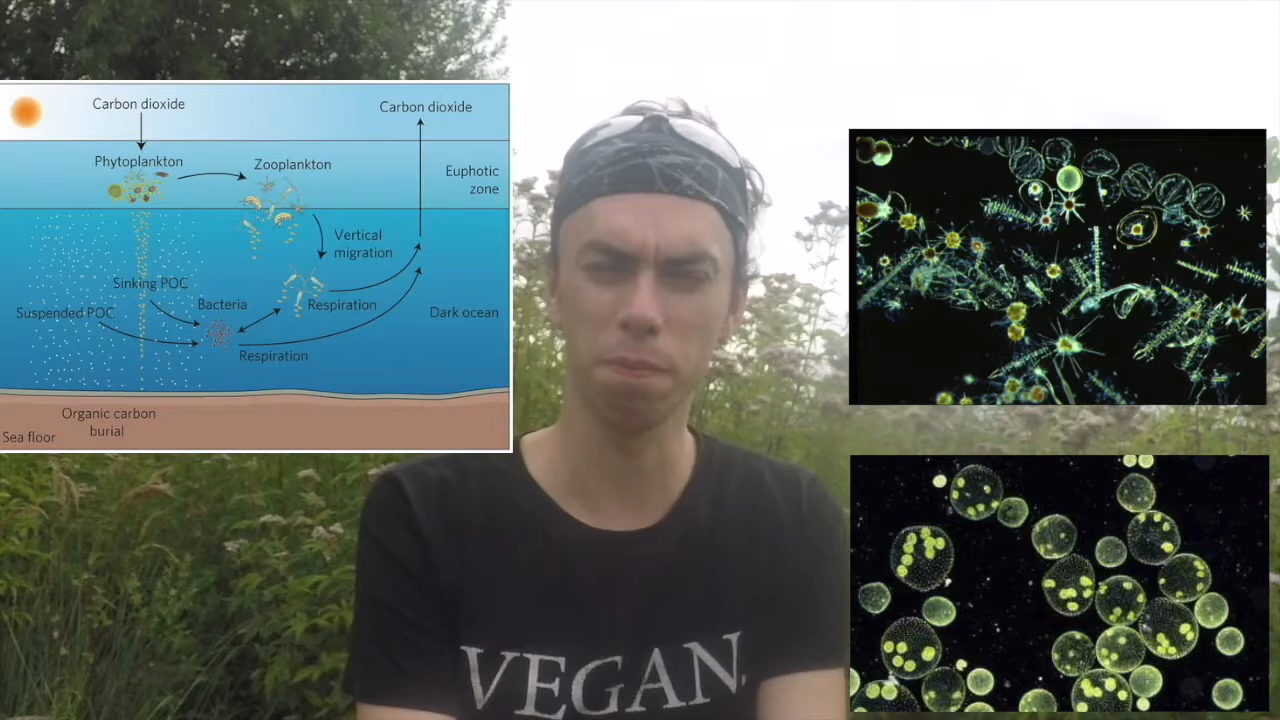 Carbon dioxide
Carbon dioxide
Phytoplankton
Zooplankton
Euphotic
zone
Vertical
migration
Sinking POC
Bacteria
Respiration
Suspended POC
Dark ocean
Respiration
Organic carbon
burial
Sea floor
VEGAN.